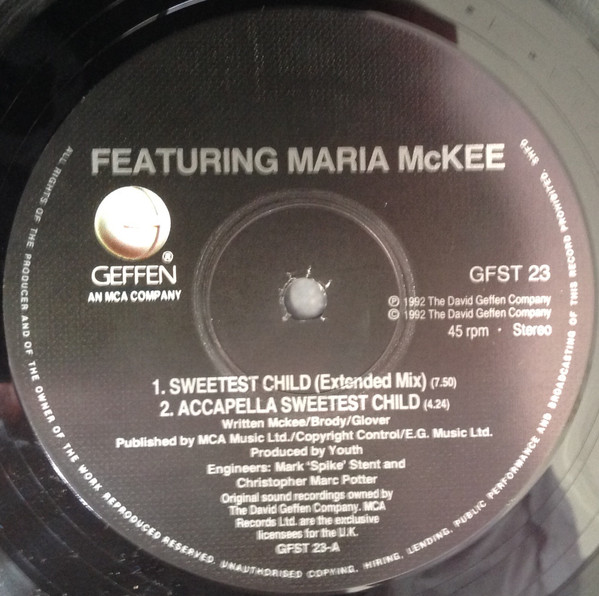 FEATURING MARIA McKEE
®
GEFFEN
AN MCA COMPANY
GFST 23
Ⓟ 1992 The David Geffen Company
© 1992 The David Geffen Company
45 rpm · Stereo
1. SWEETEST CHILD (Extended Mix) (7.50)
2. ACCAPELLA SWEETEST CHILD (4.24)
Written Mckee/Brody/Glover
Published by MCA Music Ltd./Copyright Control/E.G. Music Ltd.
Produced by Youth
Engineers: Mark 'Spike' Stent and
Christopher Marc Potter
Original sound recordings owned by
The David Geffen Company. MCA
Records Ltd. are the exclusive
licensees for the U.K.
GFST 23-A
ALL RIGHTS OF THE PRODUCER AND OF THE OWNER OF THE WORK REPRODUCED RESERVED. UNAUTHORISED COPYING, HIRING, LENDING, PUBLIC PERFORMANCE AND BROADCASTING OF THIS RECORD PROHIBITED.